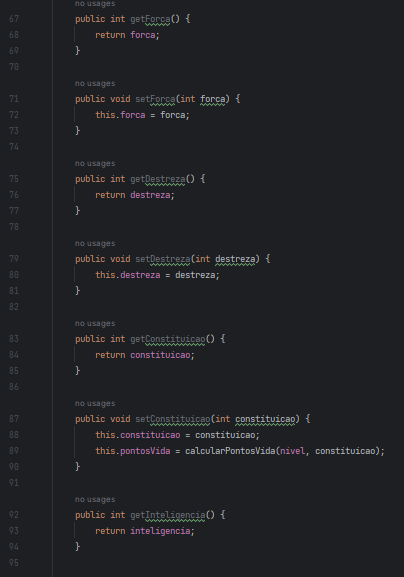 no usages
67 public int getForca() {
68 return forca;
69 }
70
no usages
71 public void setForca(int forca) {
72 this.forca = forca;
73 }
74
no usages
75 public int getDestreza() {
76 return destreza;
77 }
78
no usages
79 public void setDestreza(int destreza) {
80 this.destreza = destreza;
81 }
82
no usages
83 public int getConstituicao() {
84 return constituicao;
85 }
86
no usages
87 public void setConstituicao(int constituicao) {
88 this.constituicao = constituicao;
89 this.pontosVida = calcularPontosVida(nivel, constituicao);
90 }
91
no usages
92 public int getInteligencia() {
93 return inteligencia;
94 }
95